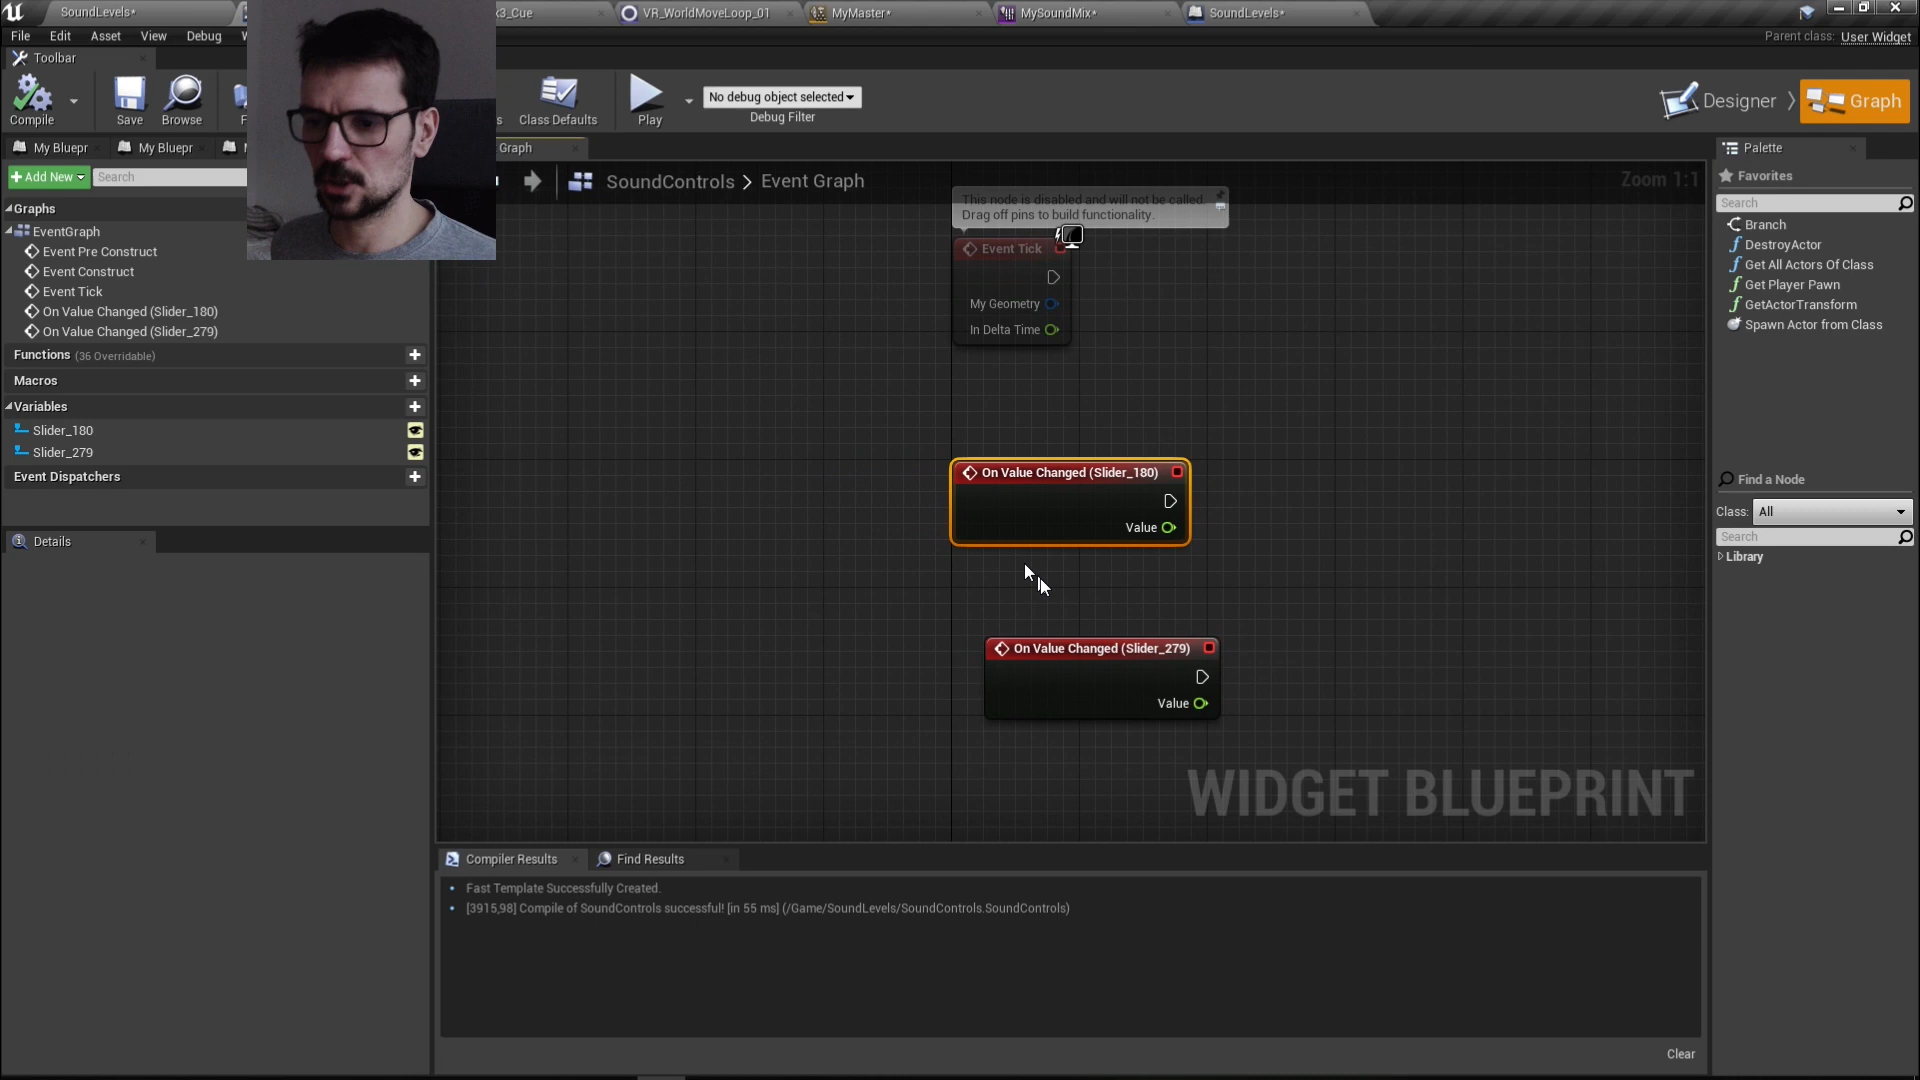 SoundLevels*
k3_Cue
VR_WorldMoveLoop_01
MyMaster*
MySoundMix*
SoundLevels*
File Edit Asset View Debug
Parent class: User Widget
Toolbar
Compile
Save
Browse
Class Defaults
Play
No debug object selected
Debug Filter
Designer
Graph
My Bluepr
My Bluepr
Graph
Palette
+Add New
Search
SoundControls > Event Graph
Zoom 1:1
Favorites
Search
Branch
DestroyActor
Get All Actors Of Class
Get Player Pawn
GetActorTransform
Spawn Actor from Class
Graphs
EventGraph
Event Pre Construct
Event Construct
Event Tick
On Value Changed (Slider_180)
On Value Changed (Slider_279)
Functions (36 Overridable)
Macros
Variables
Slider_180
Slider_279
Event Dispatchers
Details
This node is disabled and will not be called.
Drag off pins to build functionality.
Event Tick
My Geometry
In Delta Time
On Value Changed (Slider_180)
Value
On Value Changed (Slider_279)
Value
WIDGET BLUEPRINT
Find a Node
Class: All
Search
Library
Compiler Results
Find Results
Fast Template Successfully Created.
[3915,98] Compile of SoundControls successful! [in 55 ms] (/Game/SoundLevels/SoundControls.SoundControls)
Clear